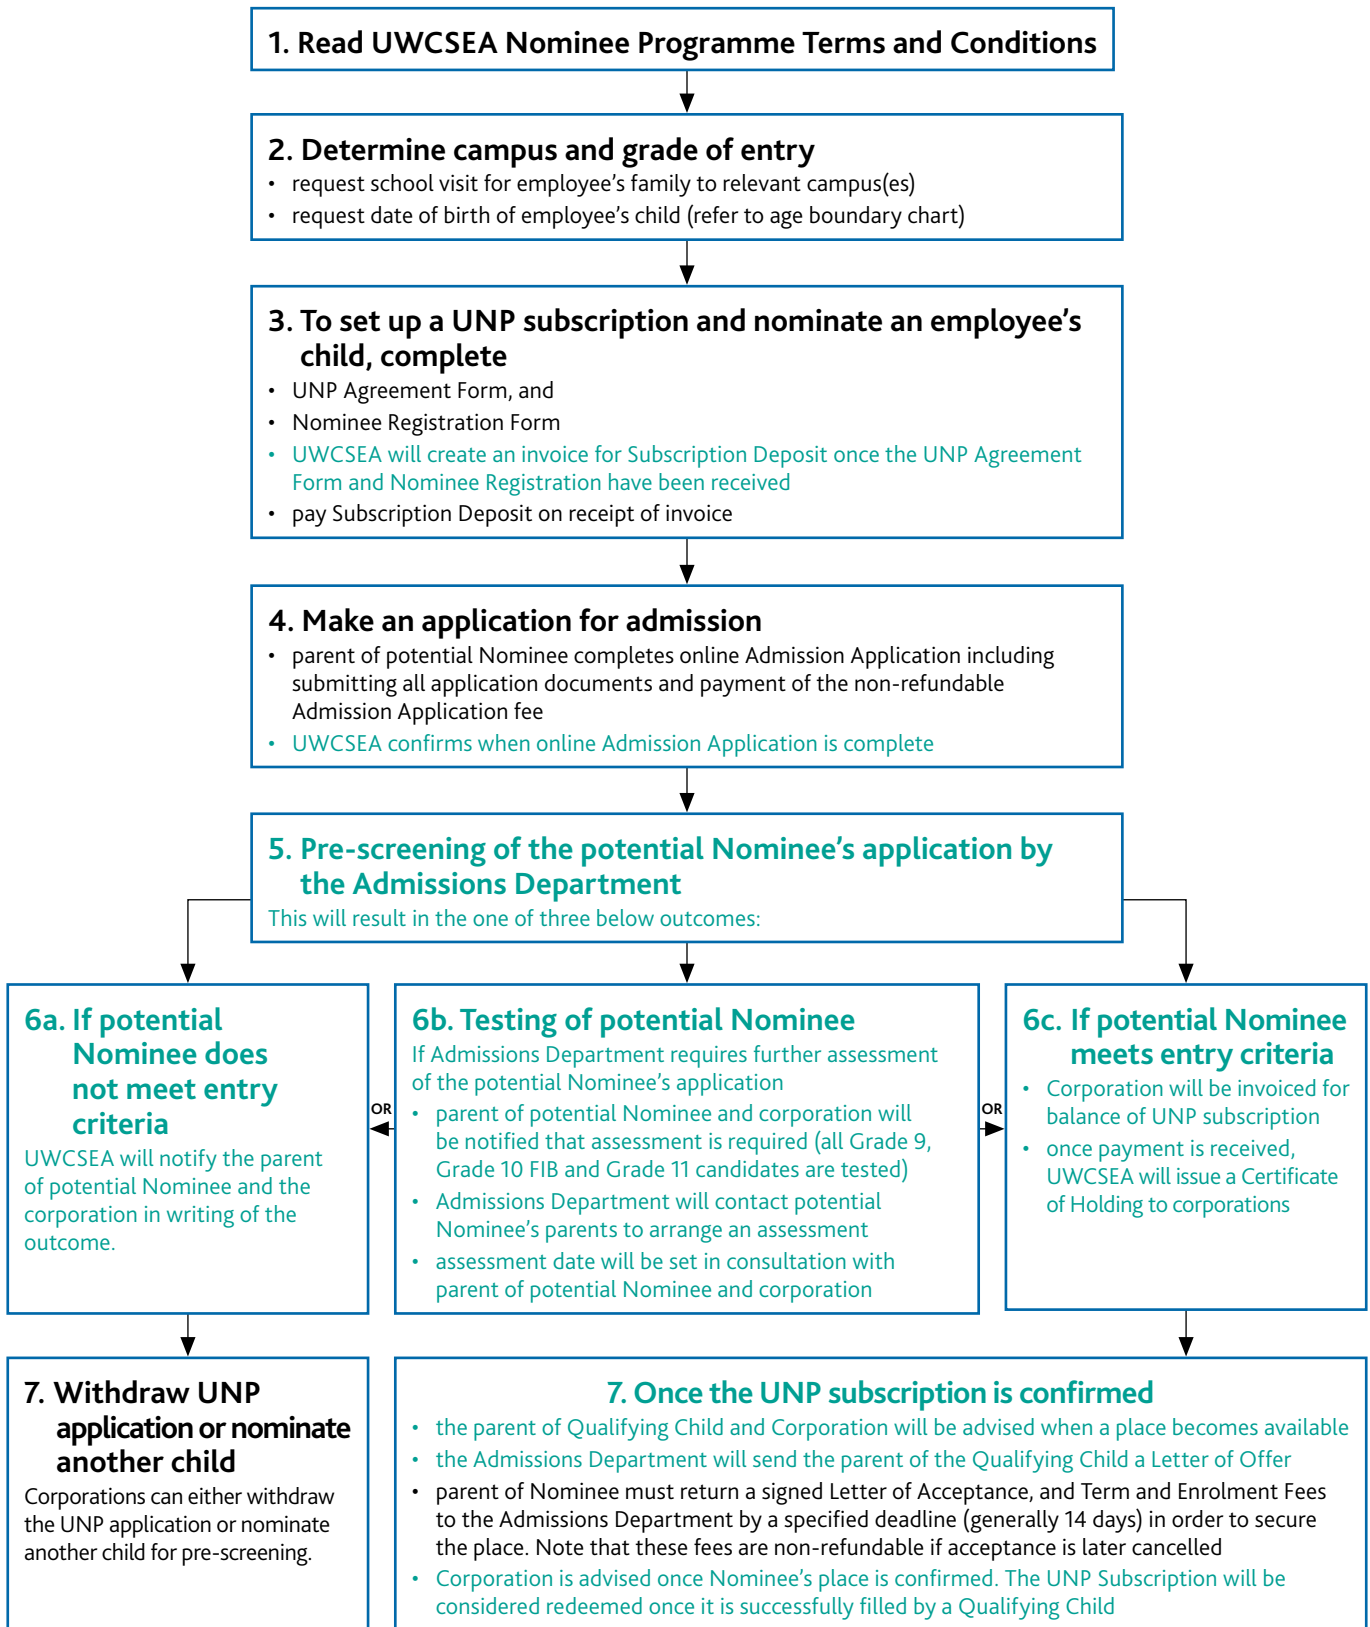 1. Read UWCSEA Nominee Programme Terms and Conditions
2. Determine campus and grade of entry
• request school visit for employee’s family to relevant campus(es)
• request date of birth of employee’s child (refer to age boundary chart)
3. To set up a UNP subscription and nominate an employee’s
child, complete
• UNP Agreement Form, and
• Nominee Registration Form
• UWCSEA will create an invoice for Subscription Deposit once the UNP Agreement
Form and Nominee Registration have been received
• pay Subscription Deposit on receipt of invoice
4. Make an application for admission
• parent of potential Nominee completes online Admission Application including
submitting all application documents and payment of the non-refundable
Admission Application fee
• UWCSEA confirms when online Admission Application is complete
5. Pre-screening of the potential Nominee’s application by
the Admissions Department
This will result in the one of three below outcomes:
6a. If potential
Nominee does
not meet entry
criteria
UWCSEA will notify the parent
of potential Nominee and the
corporation in writing of the
outcome.
OR
6b. Testing of potential Nominee
If Admissions Department requires further assessment
of the potential Nominee’s application
• parent of potential Nominee and corporation will
be notified that assessment is required (all Grade 9,
Grade 10 FIB and Grade 11 candidates are tested)
• Admissions Department will contact potential
Nominee’s parents to arrange an assessment
• assessment date will be set in consultation with
parent of potential Nominee and corporation
OR
6c. If potential Nominee
meets entry criteria
• Corporation will be invoiced for
balance of UNP subscription
• once payment is received,
UWCSEA will issue a Certificate
of Holding to corporations
7. Withdraw UNP
application or nominate
another child
Corporations can either withdraw
the UNP application or nominate
another child for pre-screening.
7. Once the UNP subscription is confirmed
• the parent of Qualifying Child and Corporation will be advised when a place becomes available
• the Admissions Department will send the parent of the Qualifying Child a Letter of Offer
• parent of Nominee must return a signed Letter of Acceptance, and Term and Enrolment Fees
to the Admissions Department by a specified deadline (generally 14 days) in order to secure
the place. Note that these fees are non-refundable if acceptance is later cancelled
• Corporation is advised once Nominee’s place is confirmed. The UNP Subscription will be
considered redeemed once it is successfully filled by a Qualifying Child